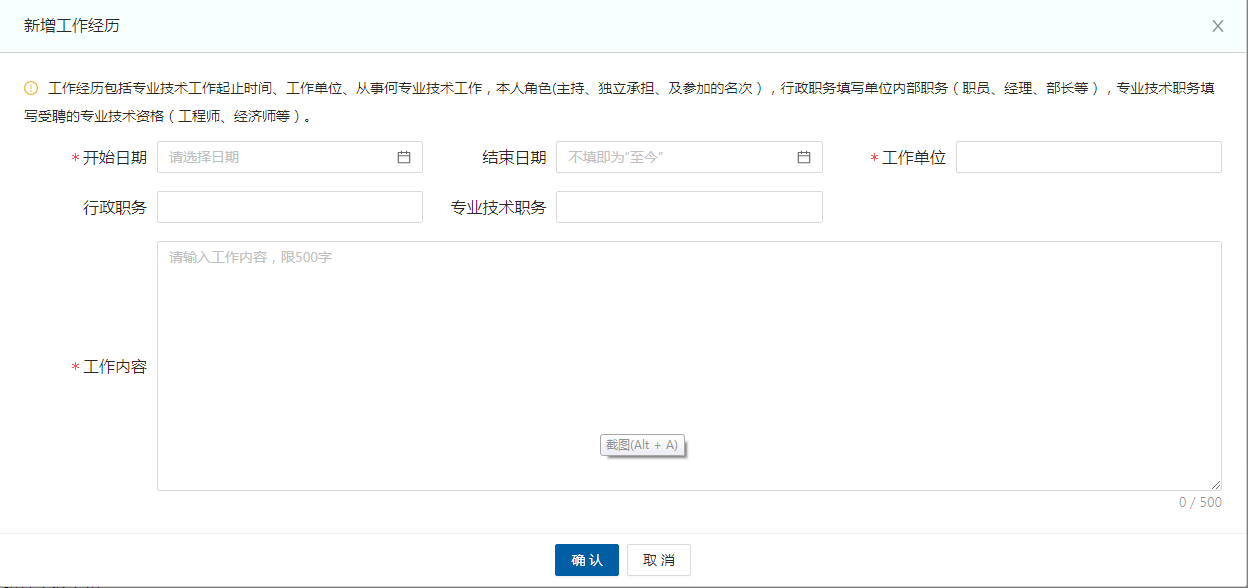 新增工作经历
工作经历包括专业技术工作起止时间、工作单位、从事何专业技术工作，本人角色(主持、独立承担、及参加的名次），行政职务填写单位内部职务（职员、经理、部长等），专业技术职务填
写受聘的专业技术资格（工程师、经济师等）。
* 开始日期 请选择日期 结束日期 不填即为“至今” * 工作单位
行政职务 专业技术职务
请输入工作内容，限500字
* 工作内容
截图(Alt + A)
0 / 500
确 认 取 消